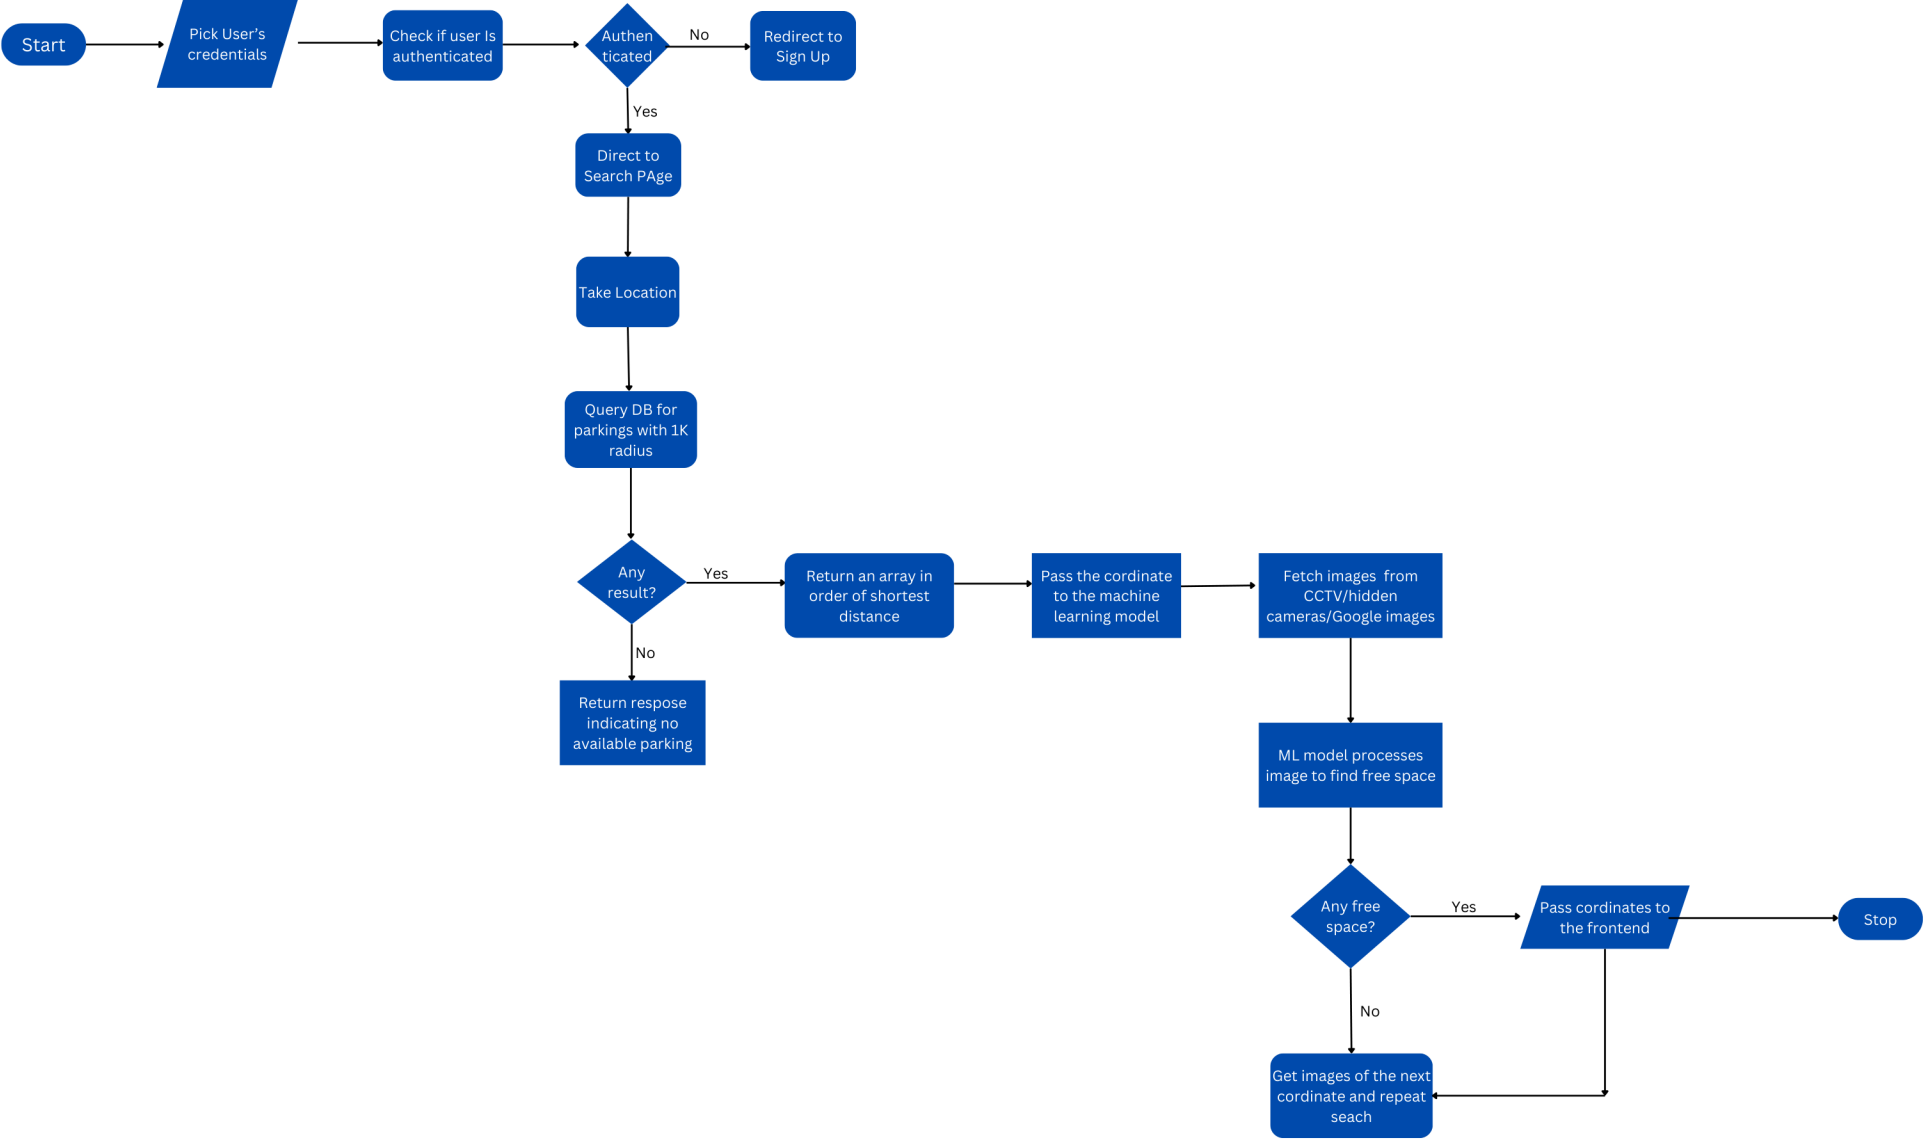 Start
Pick User's
credentials
Check if user Is
authenticated
Authen
ticated
No
Redirect to
Sign Up
Yes
Direct to
Search PAge
Take Location
Query DB for
parkings with 1K
radius
Any
result?
Yes
Return an array in
order of shortest
distance
Pass the cordinate
to the machine
learning model
Fetch images from
CCTV/hidden
cameras/Google images
No
Return respose
indicating no
available parking
ML model processes
image to find free space
Any free
space?
Yes
Pass cordinates to
the frontend
Stop
No
Get images of the next
cordinate and repeat
seach